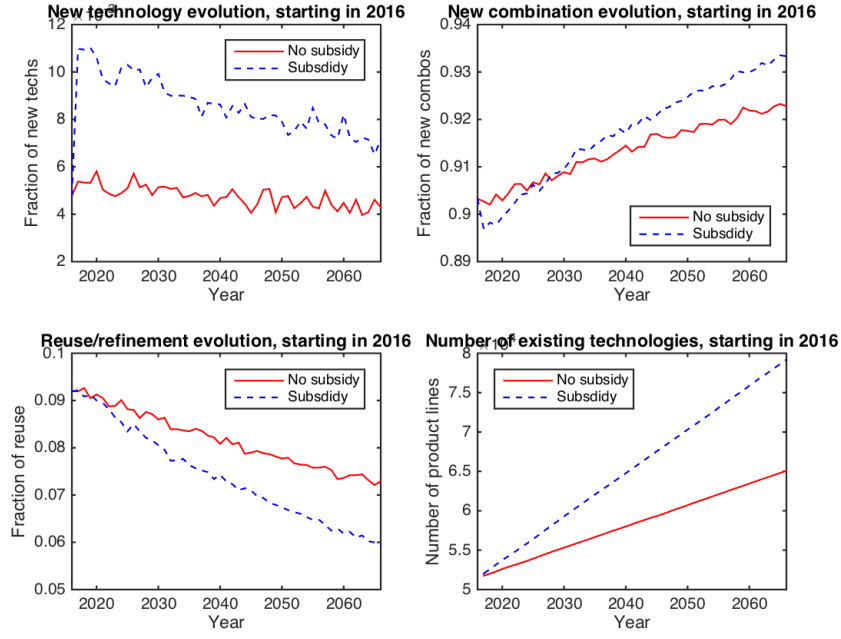 New technology evolution, starting in 2016
12
10
8
6
4
2
Fraction of new techs
2020 2030 2040 2050 2060
Year
No subsidy
Subsdidy
New combination evolution, starting in 2016
0.94
0.93
0.92
0.91
0.9
0.89
Fraction of new combos
2020 2030 2040 2050 2060
Year
No subsidy
Subsdidy
Reuse/refinement evolution, starting in 2016
0.1
0.09
0.08
0.07
0.06
0.05
Fraction of reuse
2020 2030 2040 2050 2060
Year
No subsidy
Subsdidy
Number of existing technologies, starting in 2016
8
7.5
7
6.5
6
5.5
5
Number of product lines
2020 2030 2040 2050 2060
Year
No subsidy
Subsdidy